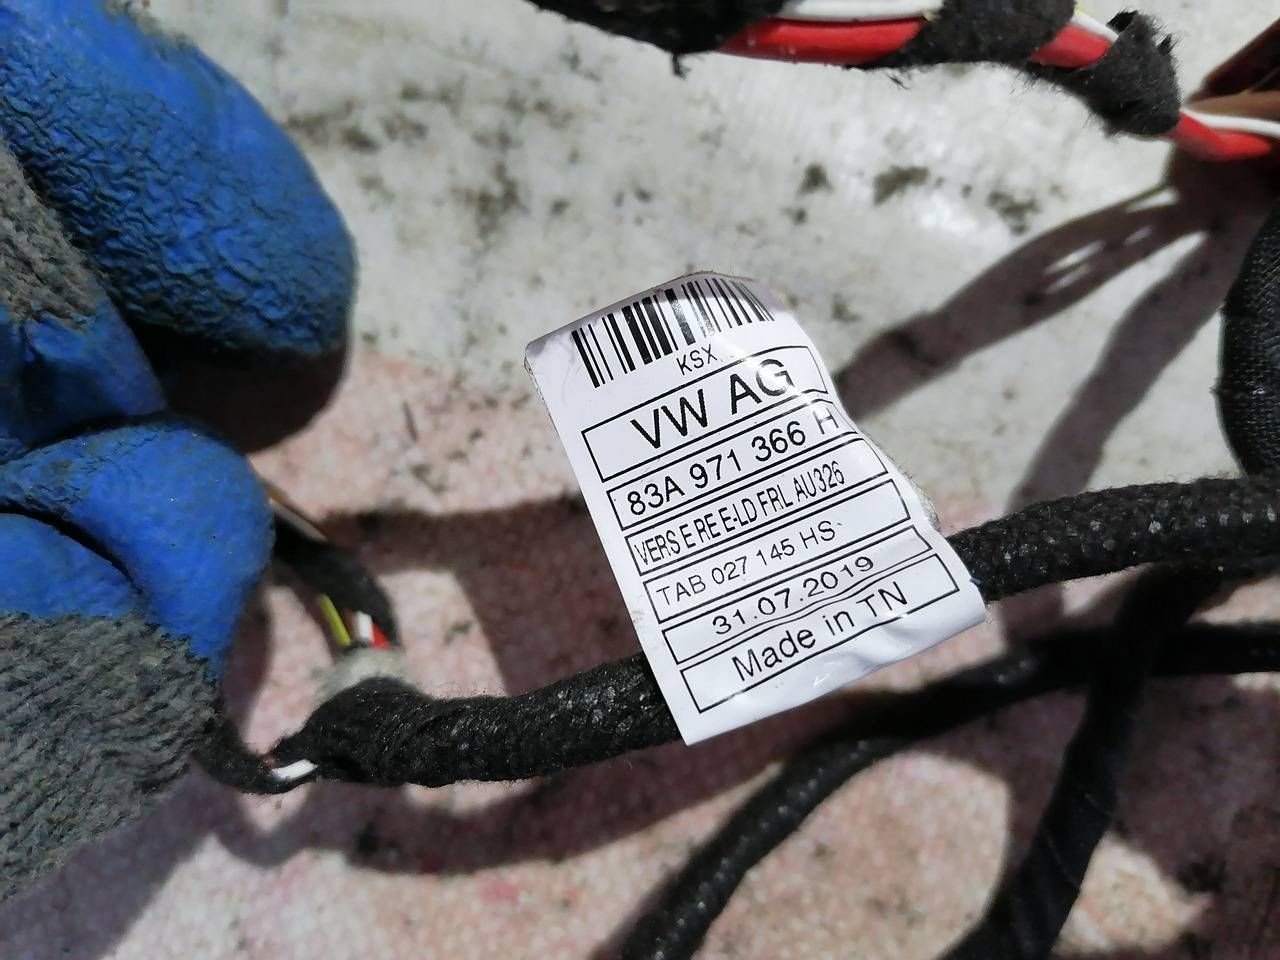 KSX
VW AG
83A 971 366 H
VERS E RE E-LD FRL AU326
TAB 027 145 HS
31.07.2019
Made in TN